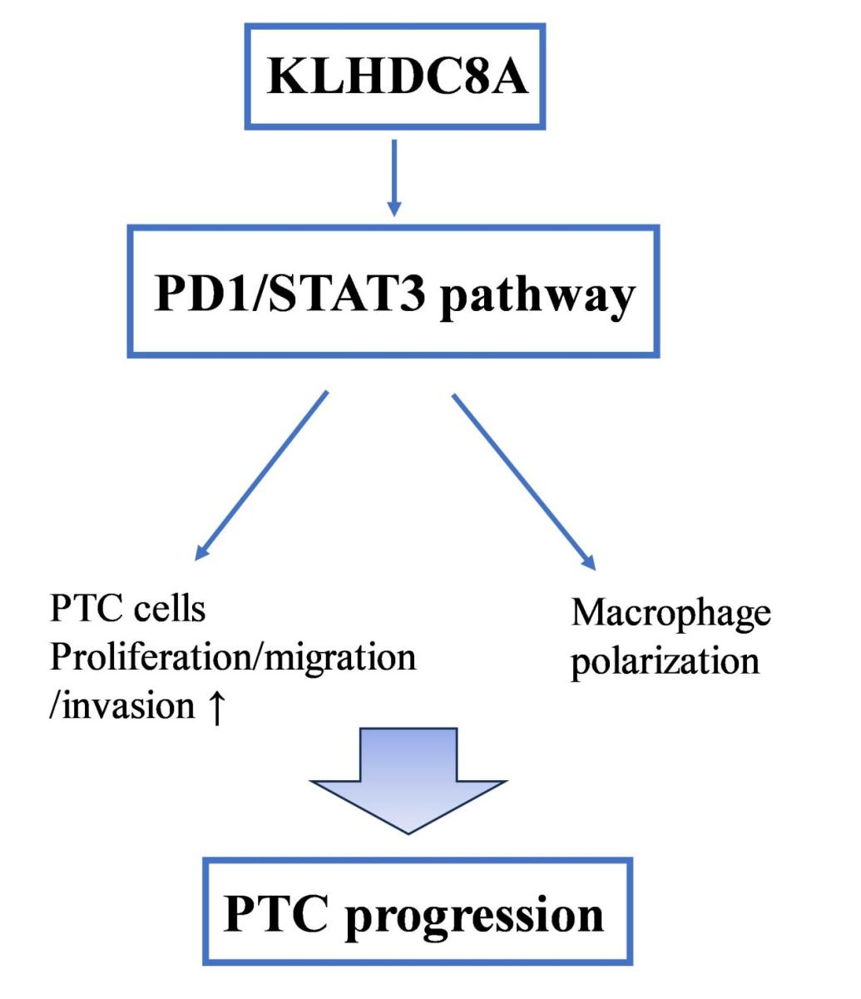 KLHDC8A
PD1/STAT3 pathway
PTC cells
Proliferation/migration
/invasion ↑
Macrophage
polarization
PTC progression